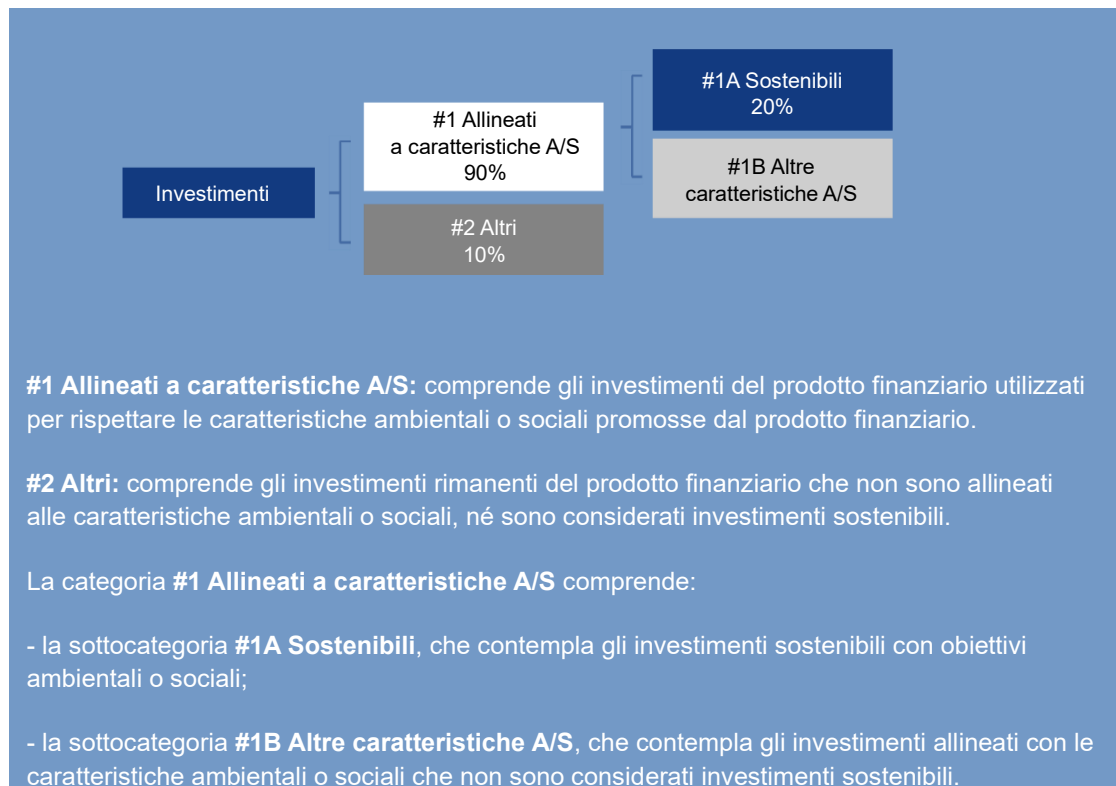 #1A Sostenibili
20%
#1 Allineati
a caratteristiche A/S
90%
#1B Altre
caratteristiche A/S
Investimenti
#2 Altri
10%
#1 Allineati a caratteristiche A/S: comprende gli investimenti del prodotto finanziario utilizzati
per rispettare le caratteristiche ambientali o sociali promosse dal prodotto finanziario.
#2 Altri: comprende gli investimenti rimanenti del prodotto finanziario che non sono allineati
alle caratteristiche ambientali o sociali, né sono considerati investimenti sostenibili.
La categoria #1 Allineati a caratteristiche A/S comprende:
- la sottocategoria #1A Sostenibili, che contempla gli investimenti sostenibili con obiettivi
ambientali o sociali;
- la sottocategoria #1B Altre caratteristiche A/S, che contempla gli investimenti allineati con le
caratteristiche ambientali o sociali che non sono considerati investimenti sostenibili.